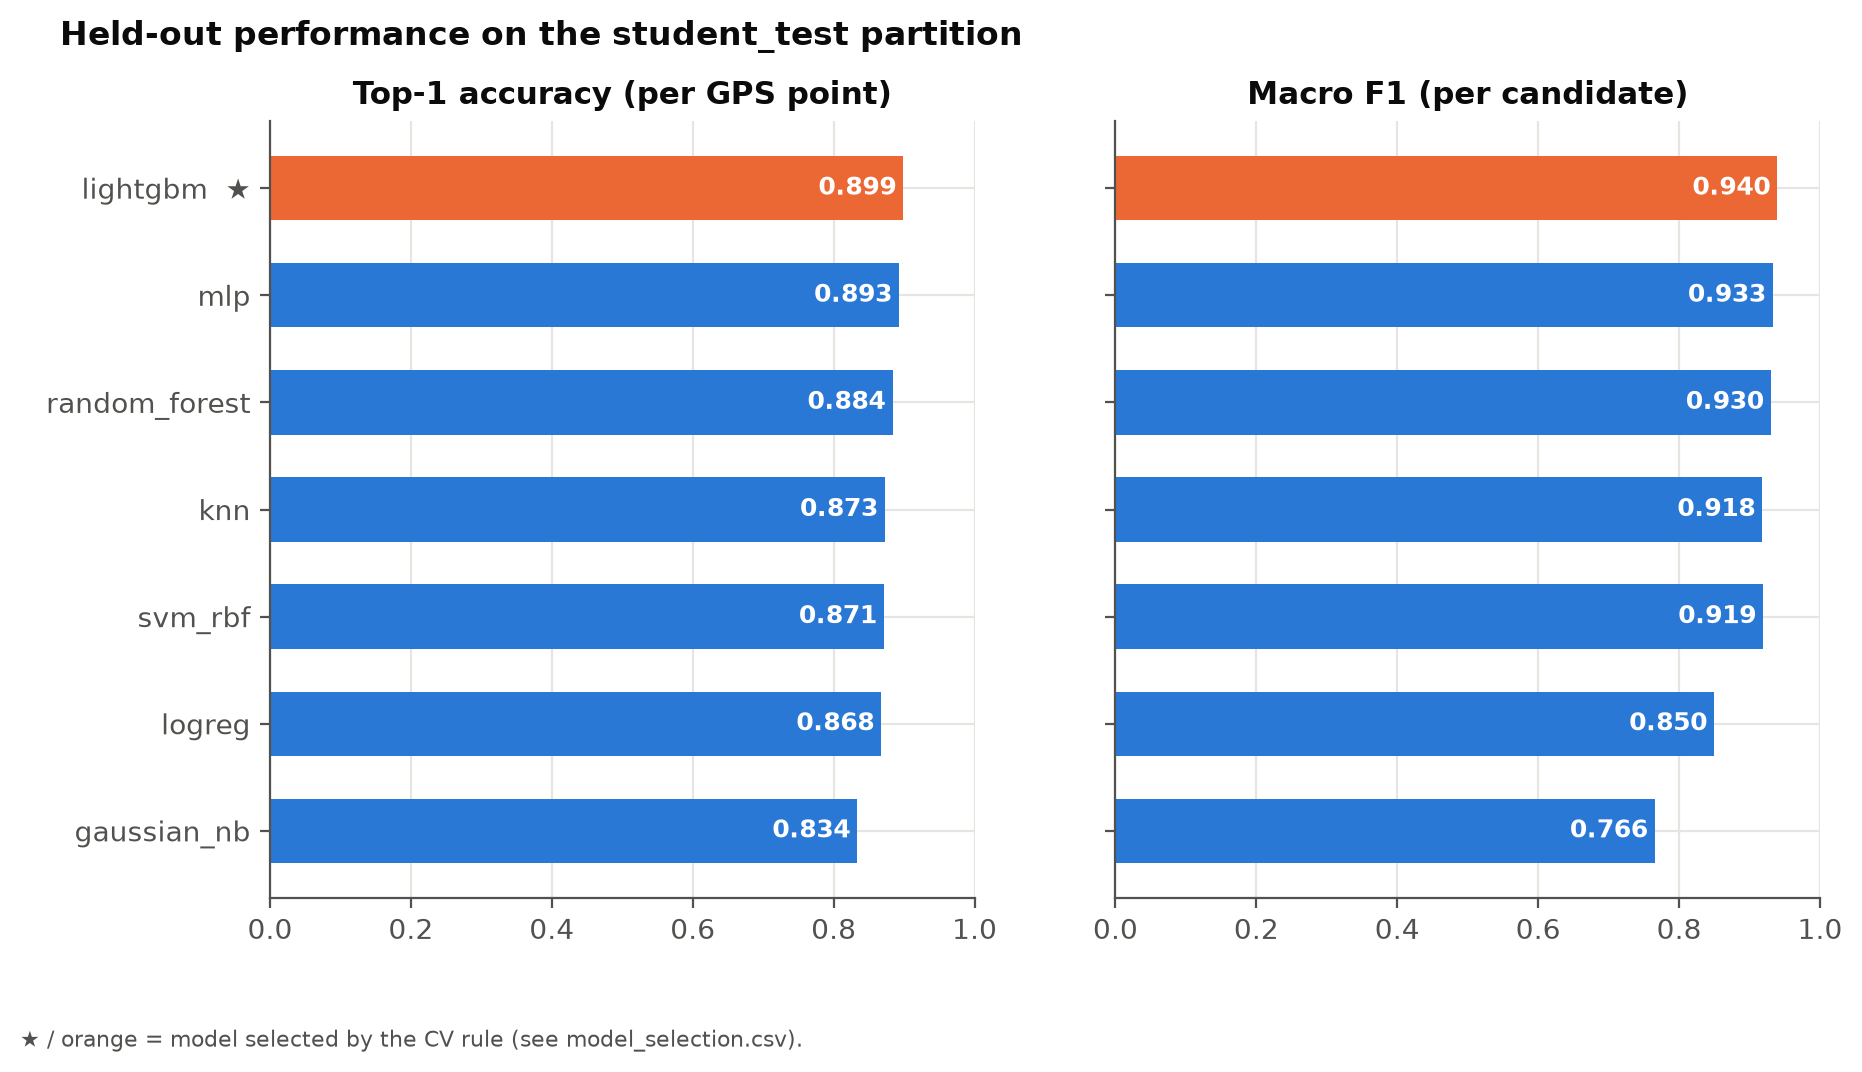 Held-out performance on the student_test partition
Top-1 accuracy (per GPS point)
lightgbm ★
0.899
mlp
0.893
random_forest
0.884
knn
0.873
svm_rbf
0.871
logreg
0.868
gaussian_nb
0.834
0.0 0.2 0.4 0.6 0.8 1.0
Macro F1 (per candidate)
0.940
0.933
0.930
0.918
0.919
0.850
0.766
0.0 0.2 0.4 0.6 0.8 1.0
★ / orange = model selected by the CV rule (see model_selection.csv).